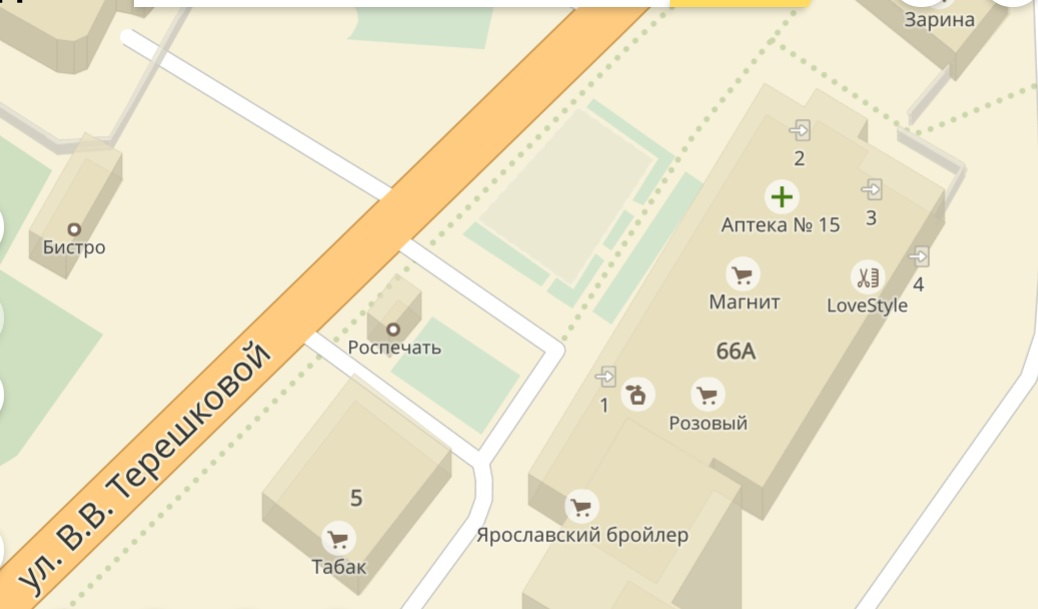 Зарина
2
Аптека № 15
3
Бистро
4
Магнит
LoveStyle
Роспечать
66А
1
Розовый
ул. В.В. Терешковой
5
Ярославский бройлер
Табак